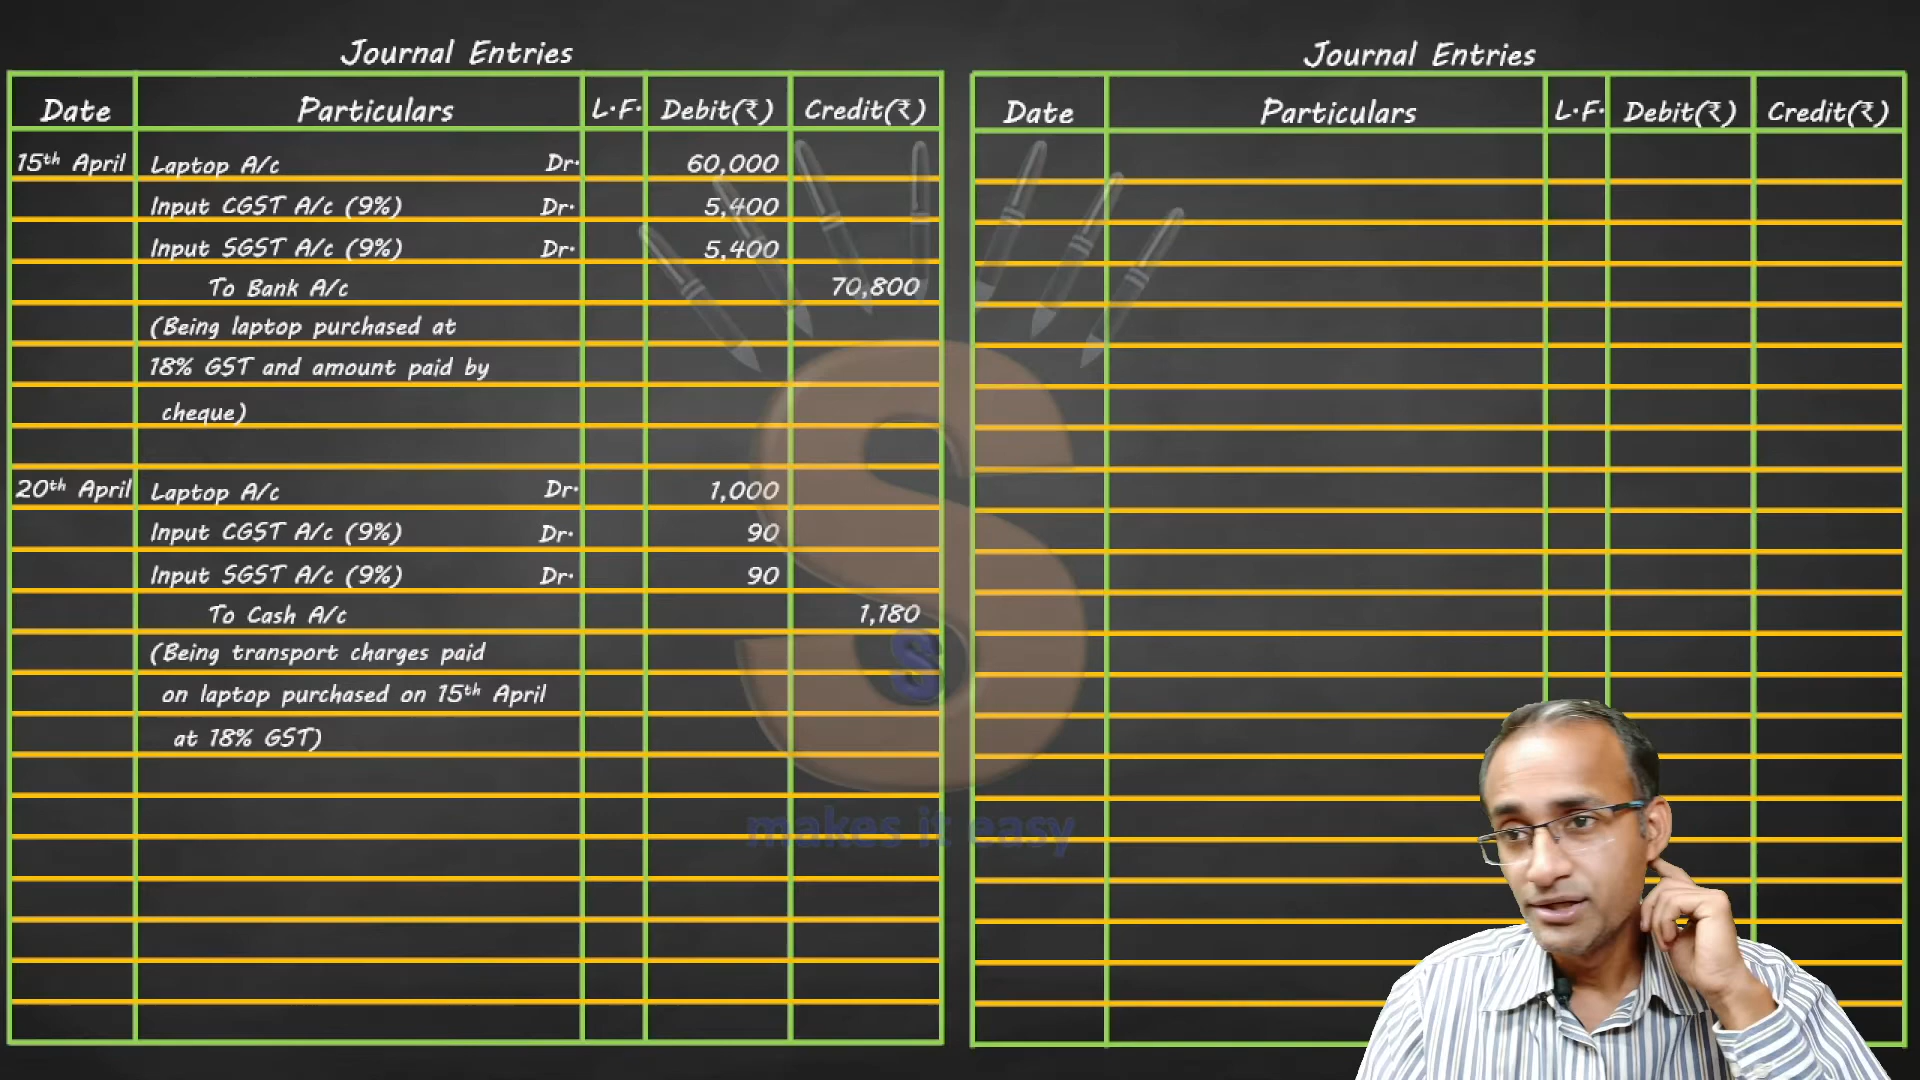 Journal Entries
Date Particulars L.F. Debit(₹) Credit(₹)
15th April Laptop A/c Dr. 60,000
Input CGST A/c (9%) Dr. 5,400
Input SGST A/c (9%) Dr. 5,400
To Bank A/c 70,800
(Being laptop purchased at
18% GST and amount paid by
cheque)
20th April Laptop A/c Dr. 1,000
Input CGST A/c (9%) Dr. 90
Input SGST A/c (9%) Dr. 90
To Cash A/c 1,180
(Being transport charges paid
on laptop purchased on 15th April
at 18% GST)
Journal Entries
Date Particulars L.F. Debit(₹) Credit(₹)
S
S
makes it easy